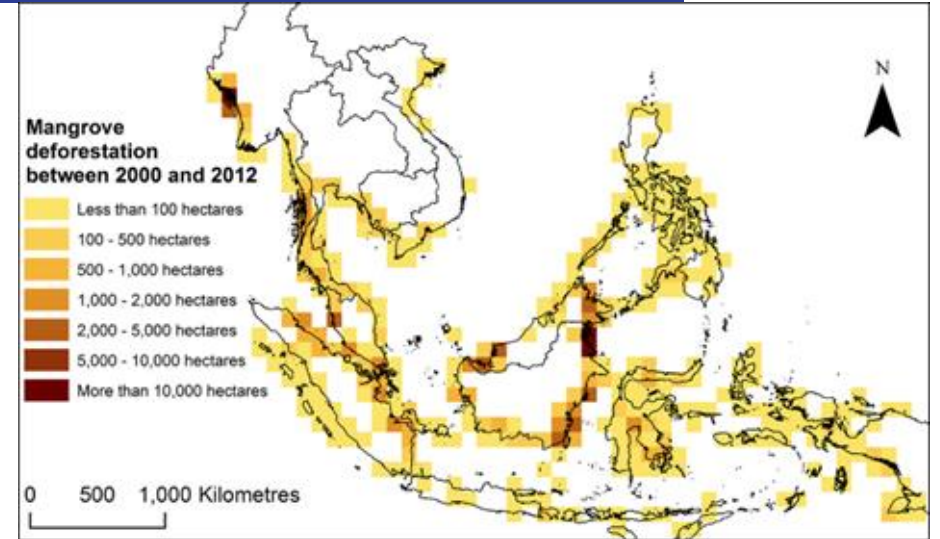 N
Mangrove
deforestation
between 2000 and 2012
Less than 100 hectares
100 - 500 hectares
500 - 1,000 hectares
1,000 - 2,000 hectares
2,000 - 5,000 hectares
5,000 - 10,000 hectares
More than 10,000 hectares
0 500 1,000 Kilometres